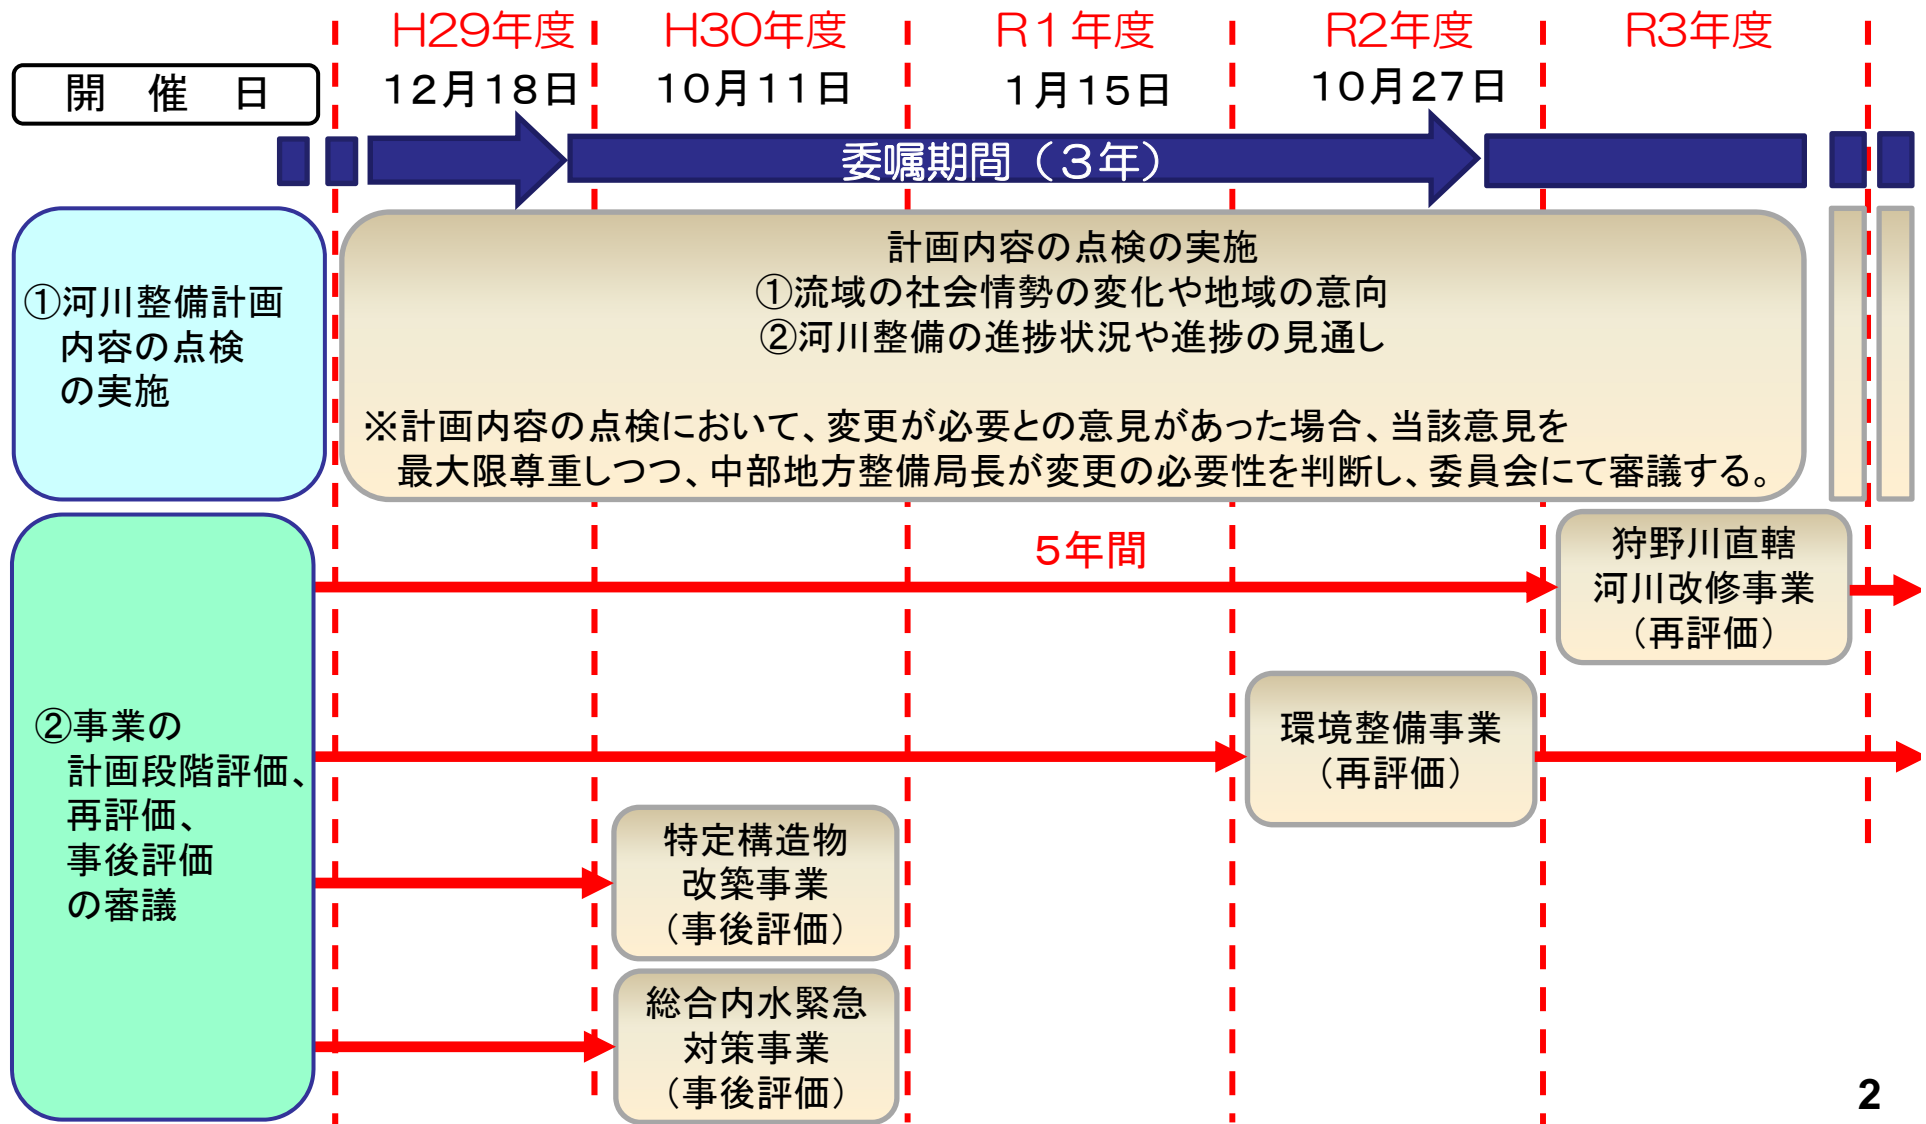 H29年度
H30年度
R1年度
R2年度
R3年度
開 催 日
12月18日
10月11日
1月15日
10月27日
委嘱期間（3年）
①河川整備計画
内容の点検
の実施
計画内容の点検の実施
①流域の社会情勢の変化や地域の意向
②河川整備の進捗状況や進捗の見通し
※計画内容の点検において、変更が必要との意見があった場合、当該意見を
最大限尊重しつつ、中部地方整備局長が変更の必要性を判断し、委員会にて審議する。
②事業の
計画段階評価、
再評価、
事後評価
の審議
5年間
狩野川直轄
河川改修事業
（再評価）
環境整備事業
（再評価）
特定構造物
改築事業
（事後評価）
総合内水緊急
対策事業
（事後評価）
2